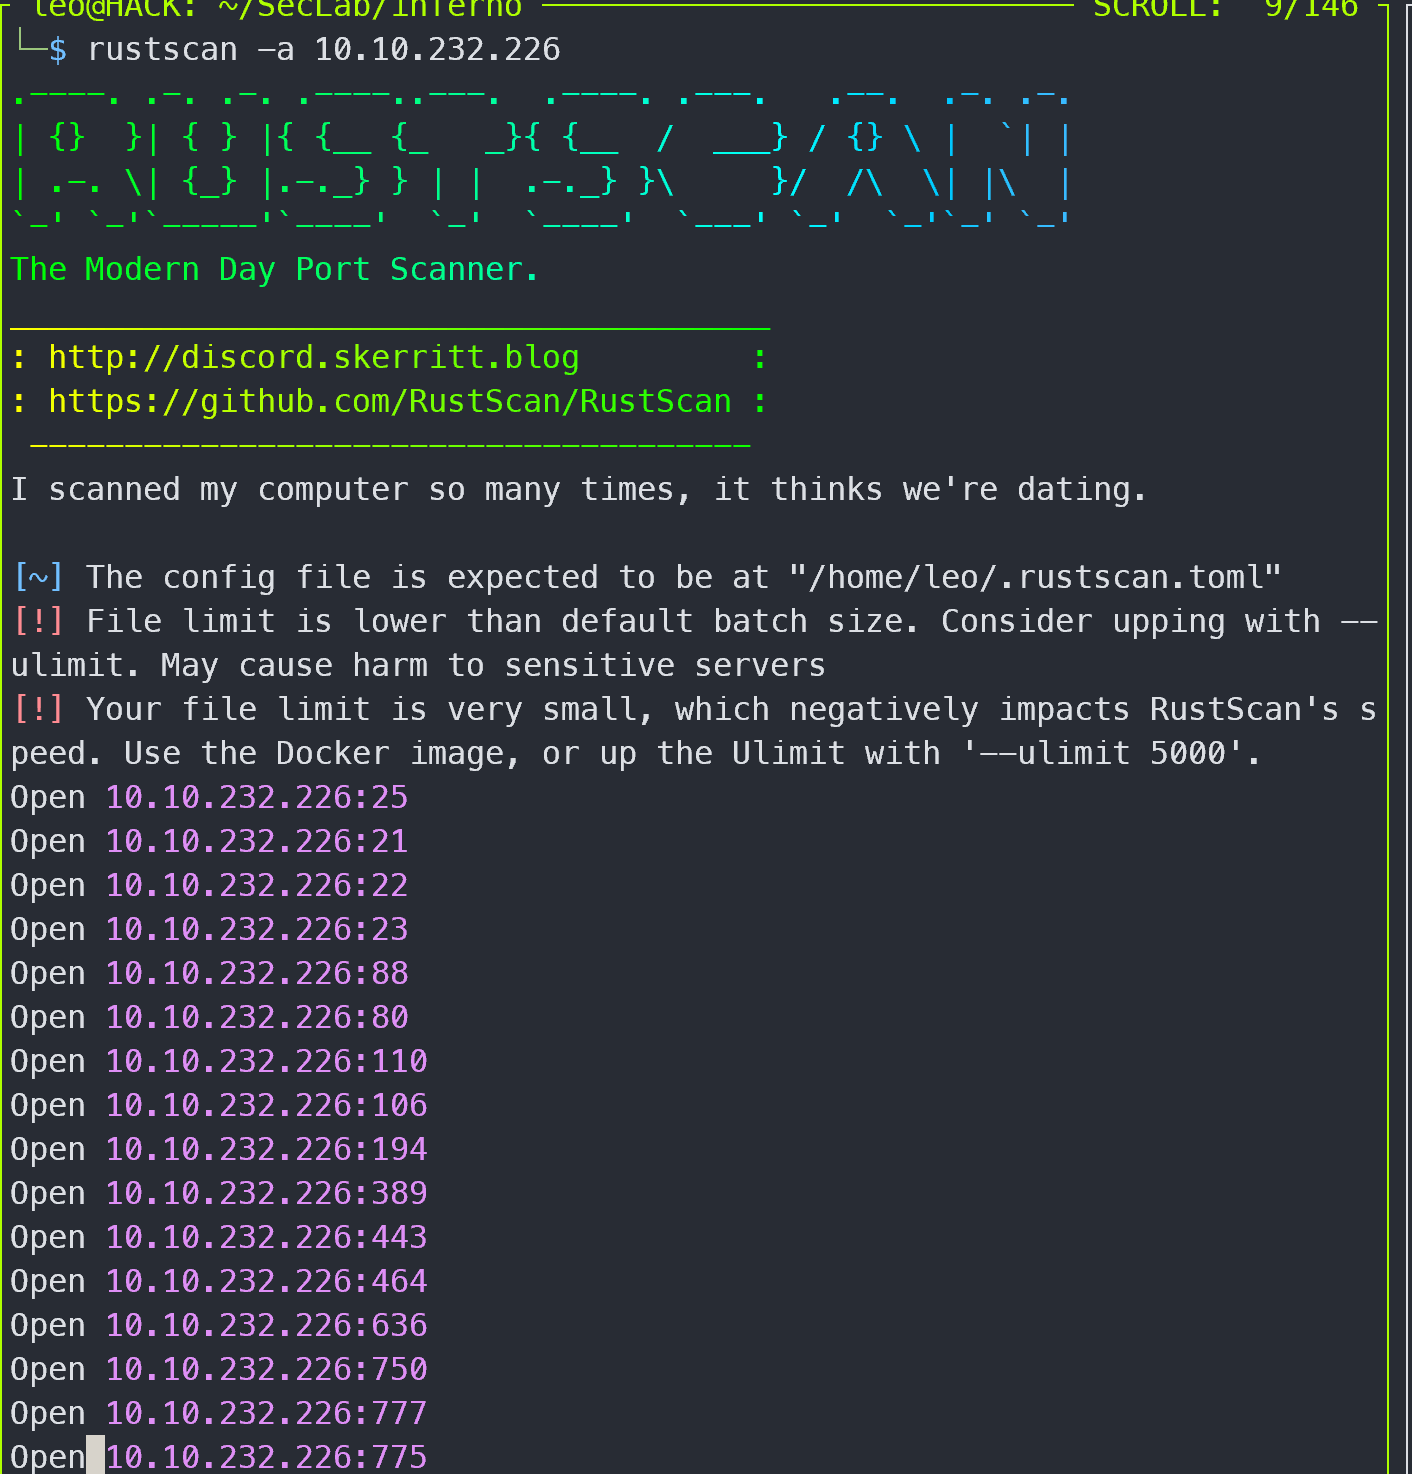 leo@HACK: ~/SecLab/Inferno SCROLL: 9/146
└─$ rustscan -a 10.10.232.226
.----. .-. .-. .----..---.  .----. .---.   .--.  .-. .-.
| {}  }| { } |{ {__ {_   _}{ {__  /  ___} / {} \ |  `| |
| .-. \| {_} |.-._} } | |  .-._} }\     }/  /\  \| |\  |
`-' `-'`-----'`----'  `-'  `----'  `---' `-'  `-'`-' `-'
The Modern Day Port Scanner.
________________________________________
: http://discord.skerritt.blog         :
: https://github.com/RustScan/RustScan :
 --------------------------------------
I scanned my computer so many times, it thinks we're dating.
[~] The config file is expected to be at "/home/leo/.rustscan.toml"
[!] File limit is lower than default batch size. Consider upping with --
ulimit. May cause harm to sensitive servers
[!] Your file limit is very small, which negatively impacts RustScan's s
peed. Use the Docker image, or up the Ulimit with '--ulimit 5000'.
Open 10.10.232.226:25
Open 10.10.232.226:21
Open 10.10.232.226:22
Open 10.10.232.226:23
Open 10.10.232.226:88
Open 10.10.232.226:80
Open 10.10.232.226:110
Open 10.10.232.226:106
Open 10.10.232.226:194
Open 10.10.232.226:389
Open 10.10.232.226:443
Open 10.10.232.226:464
Open 10.10.232.226:636
Open 10.10.232.226:750
Open 10.10.232.226:777
Open 10.10.232.226:775